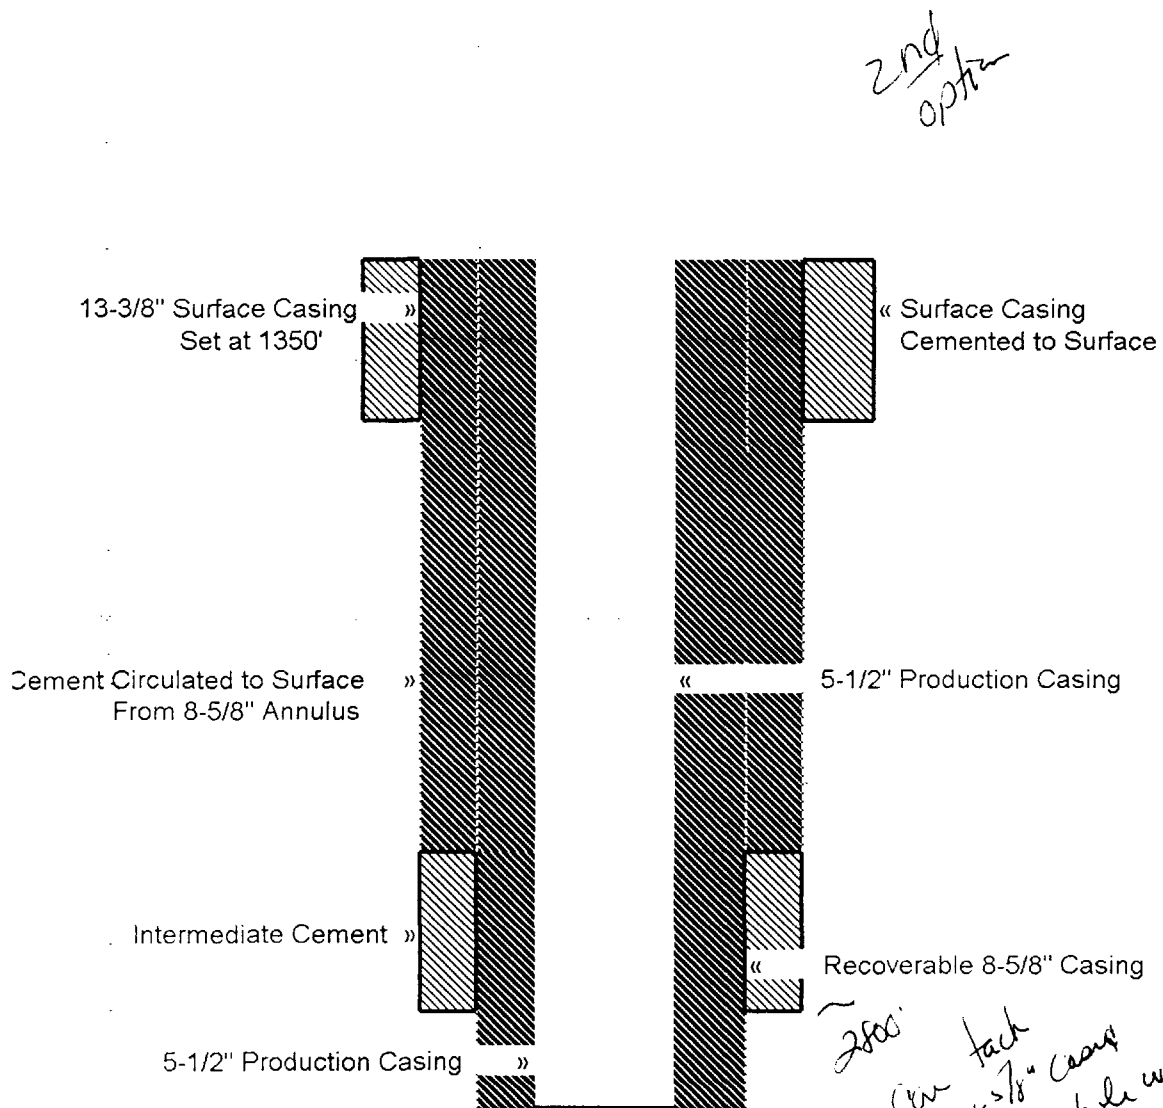 2nd
option
13-3/8" Surface Casing »
Set at 1350'
« Surface Casing
Cemented to Surface
Cement Circulated to Surface »
From 8-5/8" Annulus
« 5-1/2" Production Casing
Intermediate Cement »
« Recoverable 8-5/8" Casing
~
2800'
5-1/2" Production Casing »